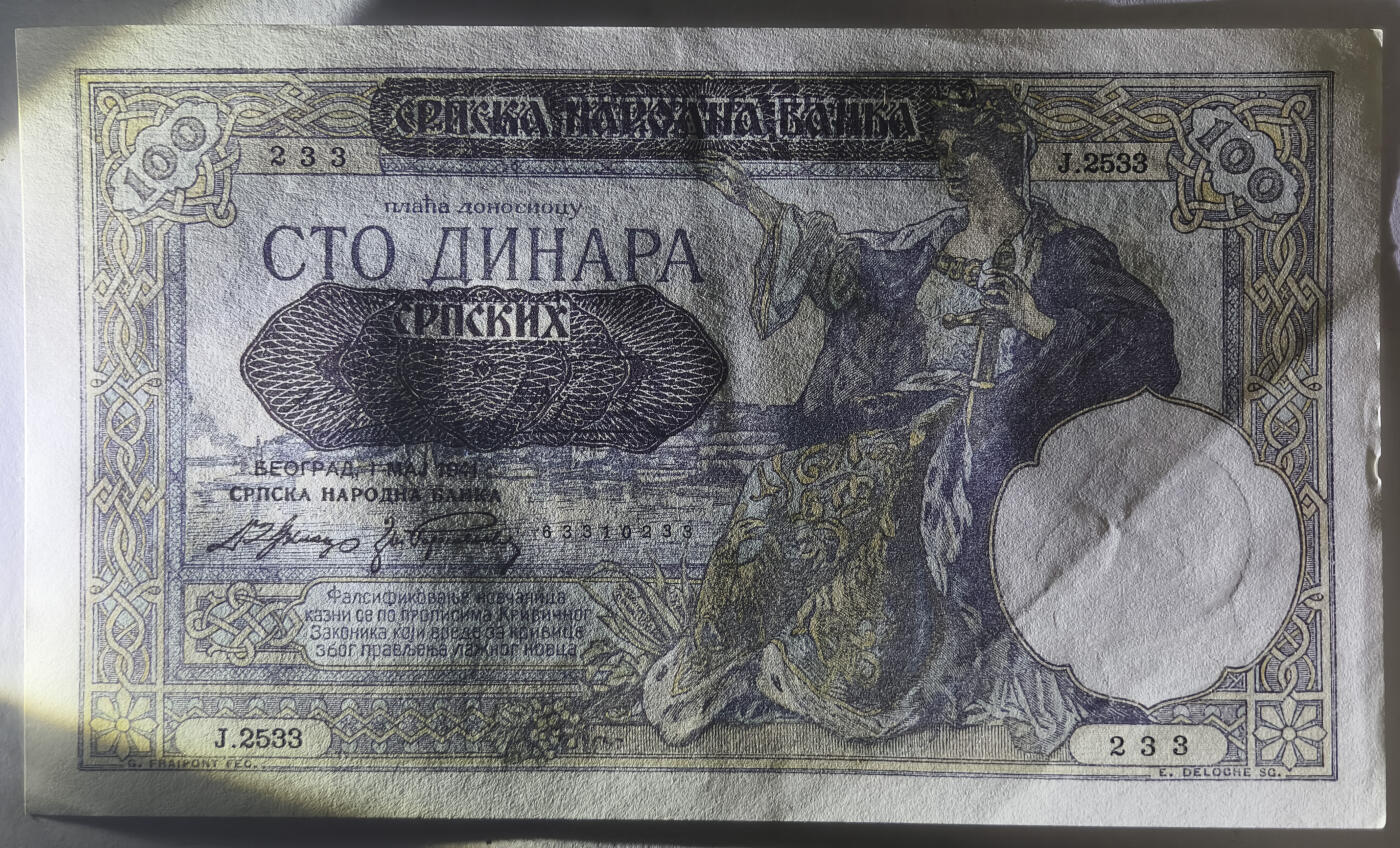 СРПСКА НАРОДНА БАНКА
100
233
J.2533
100
плаћа доносиоцу
СТО ДИНАРА
СРПСКИХ
БЕОГРАД, 1 МАЈ 1941
СРПСКА НАРОДНА БАНКА
63310233
Фалсификовање новчаница
казни се по прописима Кривичног
Законика који вреде за кривице
због прављења лажног новца
J.2533
233
G. FRAIPONT FEC.
E. DELOCHE SC.